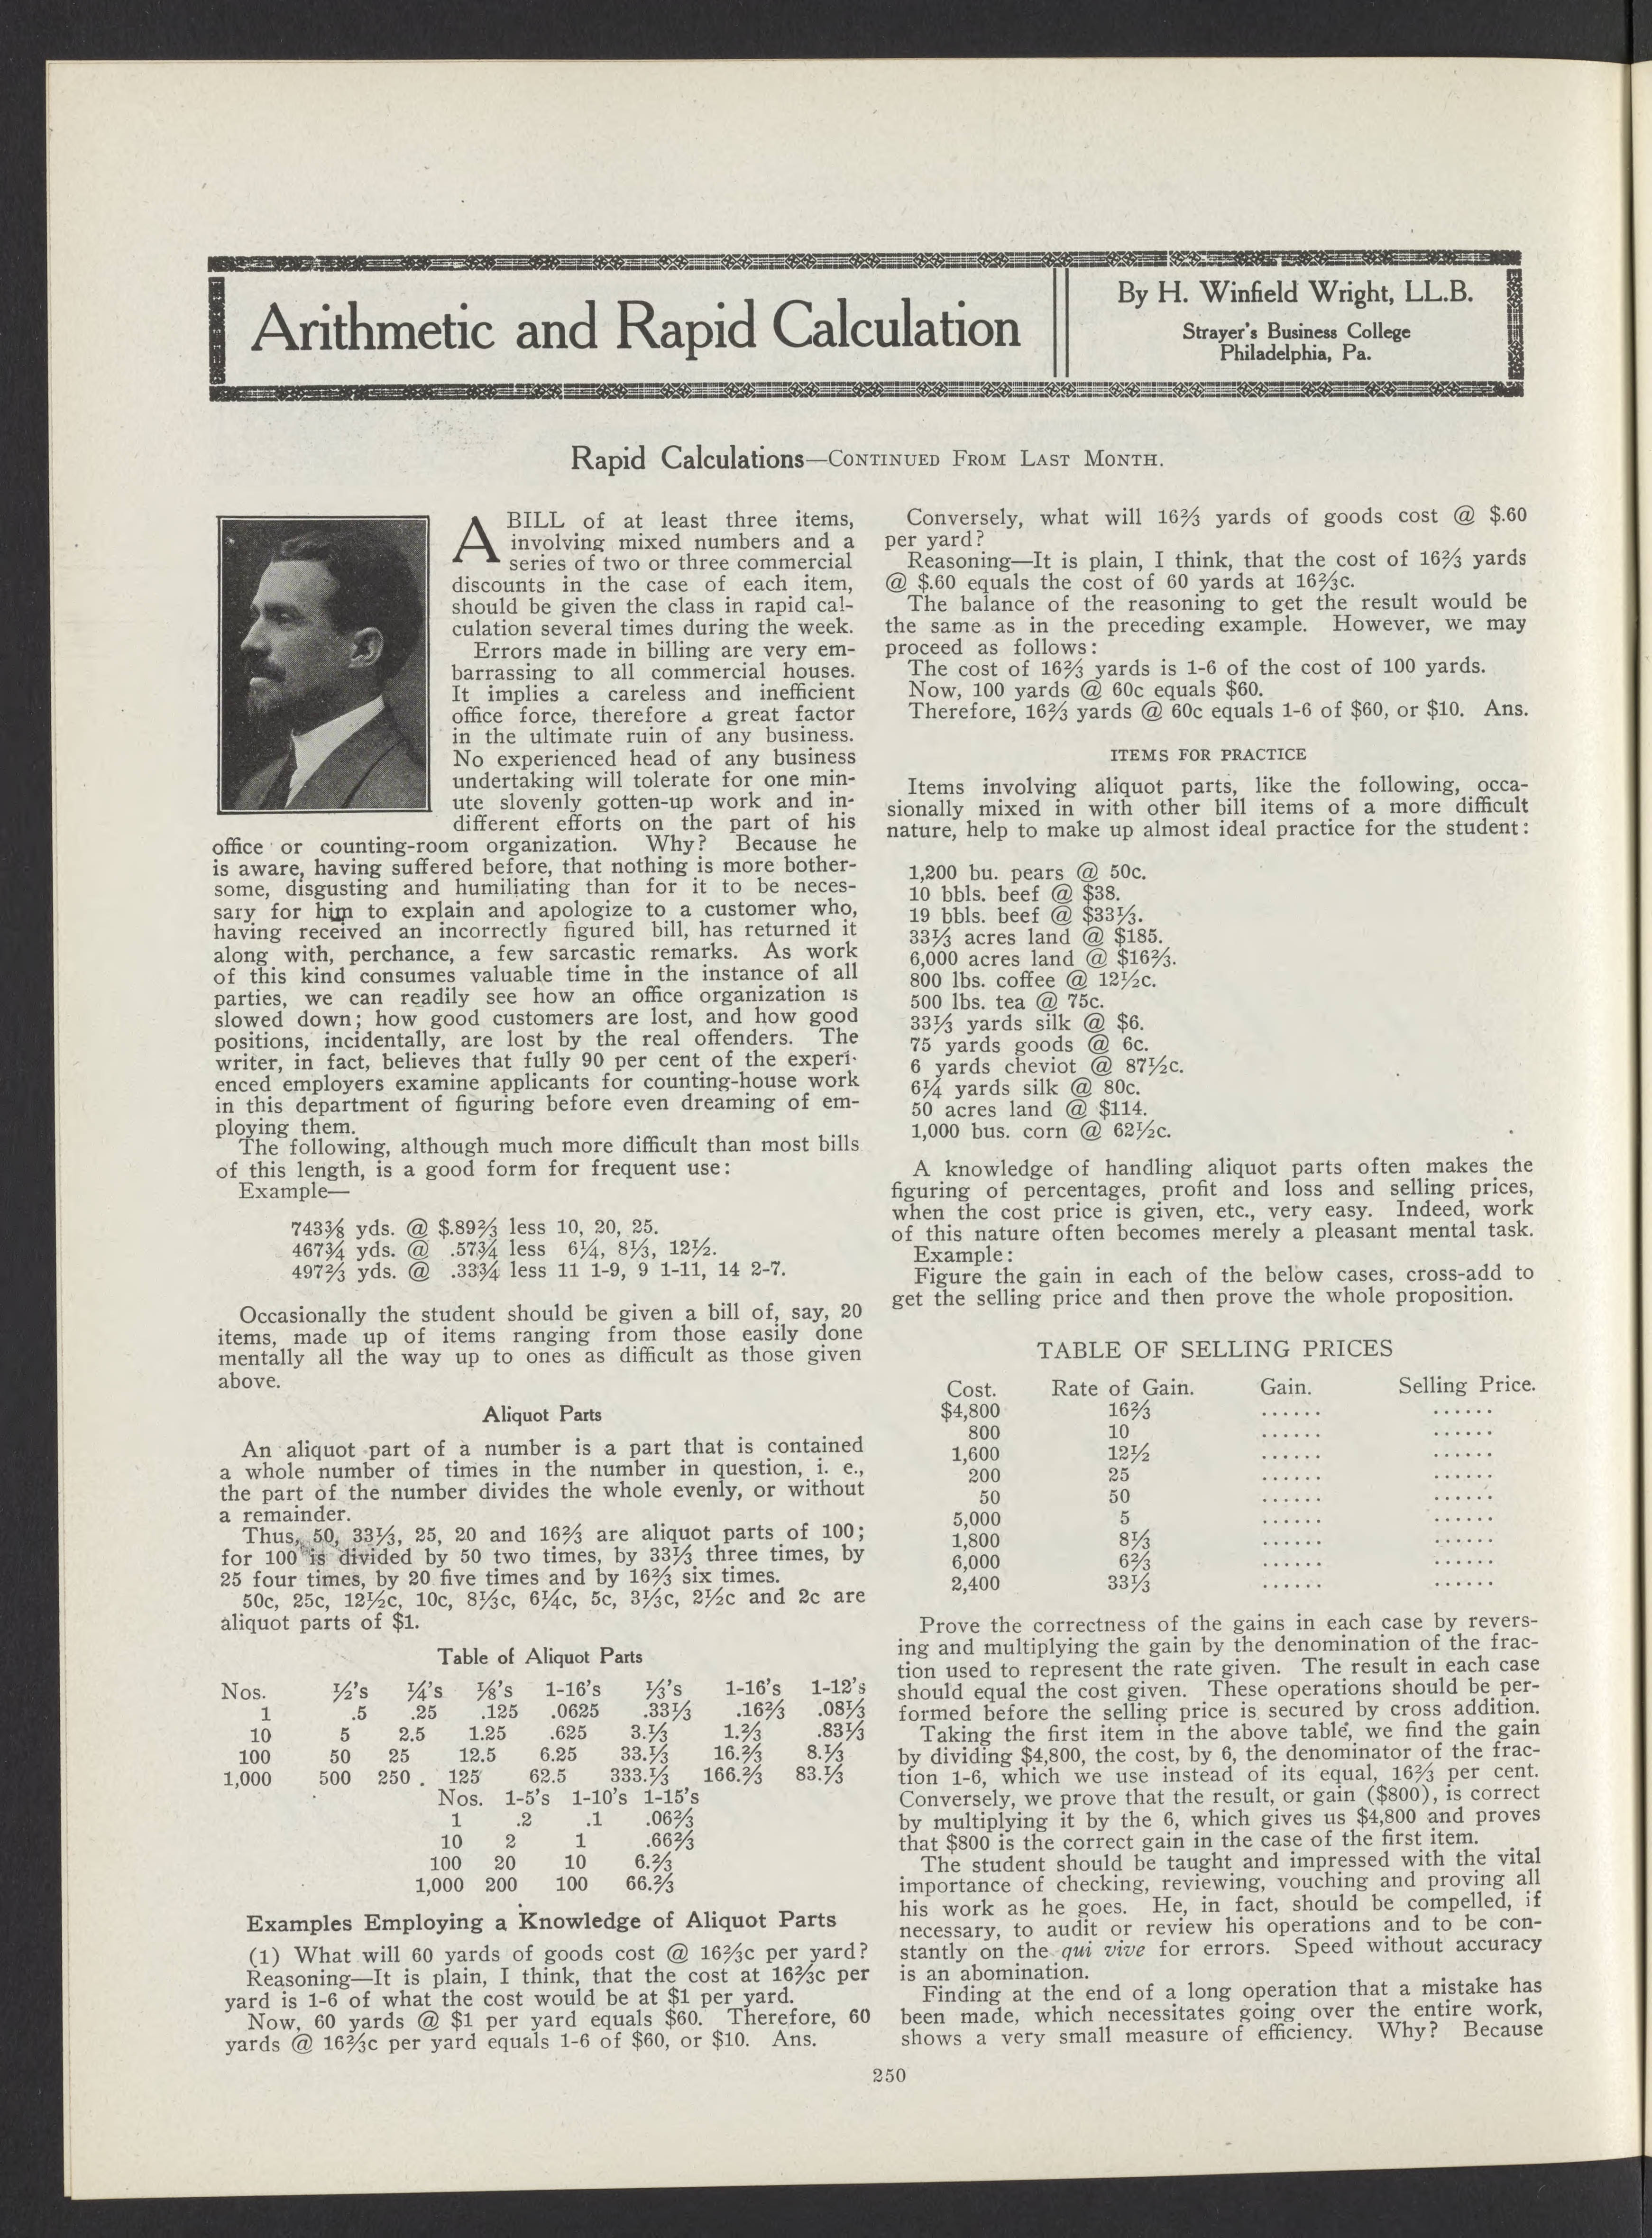 Arithmetic and Rapid Calculation
By H. Winfield Wright, LL.B.
Strayer's Business College
Philadelphia, Pa.
Rapid Calculations—CONTINUED FROM LAST MONTH.
A BILL of at least three items,
involving mixed numbers and a
series of two or three commercial
discounts in the case of each item,
should be given the class in rapid cal-
culation several times during the week.
Errors made in billing are very em-
barrassing to all commercial houses.
It implies a careless and inefficient
office force, therefore a great factor
in the ultimate ruin of any business.
No experienced head of any business
undertaking will tolerate for one min-
ute slovenly gotten-up work and in-
different efforts on the part of his
office or counting-room organization. Why? Because he
is aware, having suffered before, that nothing is more bother-
some, disgusting and humiliating than for it to be neces-
sary for him to explain and apologize to a customer who,
having received an incorrectly figured bill, has returned it
along with, perchance, a few sarcastic remarks. As work
of this kind consumes valuable time in the instance of all
parties, we can readily see how an office organization is
slowed down; how good customers are lost, and how good
positions, incidentally, are lost by the real offenders. The
writer, in fact, believes that fully 90 per cent of the experi-
enced employers examine applicants for counting-house work
in this department of figuring before even dreaming of em-
ploying them.
The following, although much more difficult than most bills
of this length, is a good form for frequent use:
Example—
743⅜ yds. @ $.89⅔ less 10, 20, 25.
467¾ yds. @ .57¾ less 6¼, 8⅓, 12½.
497⅔ yds. @ .33¾ less 11 1-9, 9 1-11, 14 2-7.
Occasionally the student should be given a bill of, say, 20
items, made up of items ranging from those easily done
mentally all the way up to ones as difficult as those given
above.
Aliquot Parts
An aliquot part of a number is a part that is contained
a whole number of times in the number in question, i. e.,
the part of the number divides the whole evenly, or without
a remainder.
Thus, 50, 33⅓, 25, 20 and 16⅔ are aliquot parts of 100;
for 100 is divided by 50 two times, by 33⅓ three times, by
25 four times, by 20 five times and by 16⅔ six times.
50c, 25c, 12½c, 10c, 8⅓c, 6¼c, 5c, 3⅓c, 2½c and 2c are
aliquot parts of $1.
Table of Aliquot Parts
Nos. ½'s ¼'s ⅛'s 1-16's ⅓'s 1-16's 1-12's
1 .5 .25 .125 .0625 .33⅓ .16⅔ .08⅓
10 5 2.5 1.25 .625 3.⅓ 1.⅔ .83⅓
100 50 25 12.5 6.25 33.⅓ 16.⅔ 8.⅓
1,000 500 250 . 125 62.5 333.⅓ 166.⅔ 83.⅓
Nos. 1-5's 1-10's 1-15's
1 .2 .1 .06⅔
10 2 1 .66⅔
100 20 10 6.⅔
1,000 200 100 66.⅔
Examples Employing a Knowledge of Aliquot Parts
(1) What will 60 yards of goods cost @ 16⅔c per yard?
Reasoning—It is plain, I think, that the cost at 16⅔c per
yard is 1-6 of what the cost would be at $1 per yard.
Now, 60 yards @ $1 per yard equals $60. Therefore, 60
yards @ 16⅔c per yard equals 1-6 of $60, or $10. Ans.
Conversely, what will 16⅔ yards of goods cost @ $.60
per yard?
Reasoning—It is plain, I think, that the cost of 16⅔ yards
@ $.60 equals the cost of 60 yards at 16⅔c.
The balance of the reasoning to get the result would be
the same as in the preceding example. However, we may
proceed as follows:
The cost of 16⅔ yards is 1-6 of the cost of 100 yards.
Now, 100 yards @ 60c equals $60.
Therefore, 16⅔ yards @ 60c equals 1-6 of $60, or $10. Ans.
ITEMS FOR PRACTICE
Items involving aliquot parts, like the following, occa-
sionally mixed in with other bill items of a more difficult
nature, help to make up almost ideal practice for the student:
1,200 bu. pears @ 50c.
10 bbls. beef @ $38.
19 bbls. beef @ $33⅓.
33⅓ acres land @ $185.
6,000 acres land @ $16⅔.
800 lbs. coffee @ 12½c.
500 lbs. tea @ 75c.
33⅓ yards silk @ $6.
75 yards goods @ 6c.
6 yards cheviot @ 87½c.
6¼ yards silk @ 80c.
50 acres land @ $114.
1,000 bus. corn @ 62½c.
A knowledge of handling aliquot parts often makes the
figuring of percentages, profit and loss and selling prices,
when the cost price is given, etc., very easy. Indeed, work
of this nature often becomes merely a pleasant mental task.
Example:
Figure the gain in each of the below cases, cross-add to
get the selling price and then prove the whole proposition.
TABLE OF SELLING PRICES
Cost. Rate of Gain. Gain. Selling Price.
$4,800 16⅔ ...... ......
800 10 ...... ......
1,600 12½ ...... ......
200 25 ...... ......
50 50 ...... ......
5,000 5 ...... ......
1,800 8⅓ ...... ......
6,000 6⅔ ...... ......
2,400 33⅓ ...... ......
Prove the correctness of the gains in each case by revers-
ing and multiplying the gain by the denomination of the frac-
tion used to represent the rate given. The result in each case
should equal the cost given. These operations should be per-
formed before the selling price is secured by cross addition.
Taking the first item in the above table, we find the gain
by dividing $4,800, the cost, by 6, the denominator of the frac-
tion 1-6, which we use instead of its equal, 16⅔ per cent.
Conversely, we prove that the result, or gain ($800), is correct
by multiplying it by the 6, which gives us $4,800 and proves
that $800 is the correct gain in the case of the first item.
The student should be taught and impressed with the vital
importance of checking, reviewing, vouching and proving all
his work as he goes. He, in fact, should be compelled, if
necessary, to audit or review his operations and to be con-
stantly on the qui vive for errors. Speed without accuracy
is an abomination.
Finding at the end of a long operation that a mistake has
been made, which necessitates going over the entire work,
shows a very small measure of efficiency. Why? Because
250